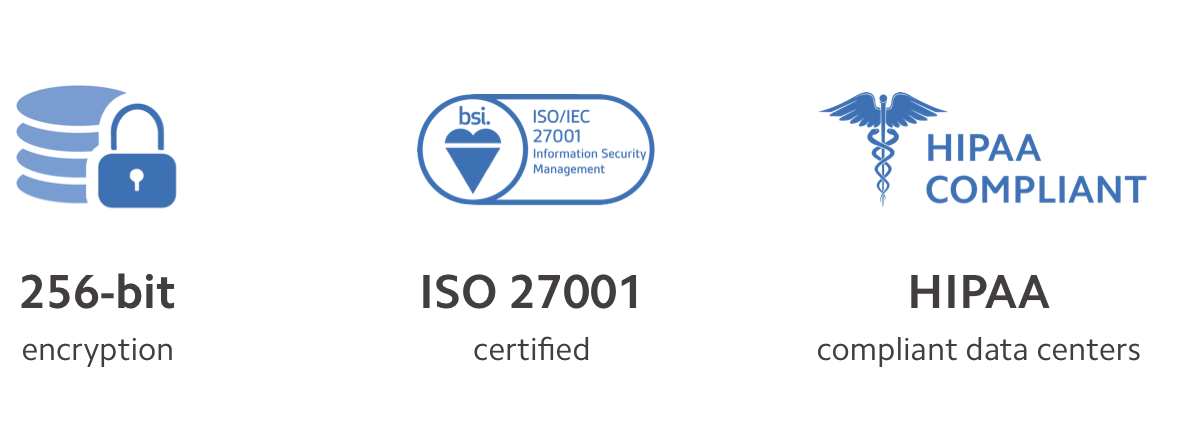 bsi.
ISO/IEC
27001
Information Security
Management
HIPAA
COMPLIANT
256-bit
encryption
ISO 27001
certified
HIPAA
compliant data centers